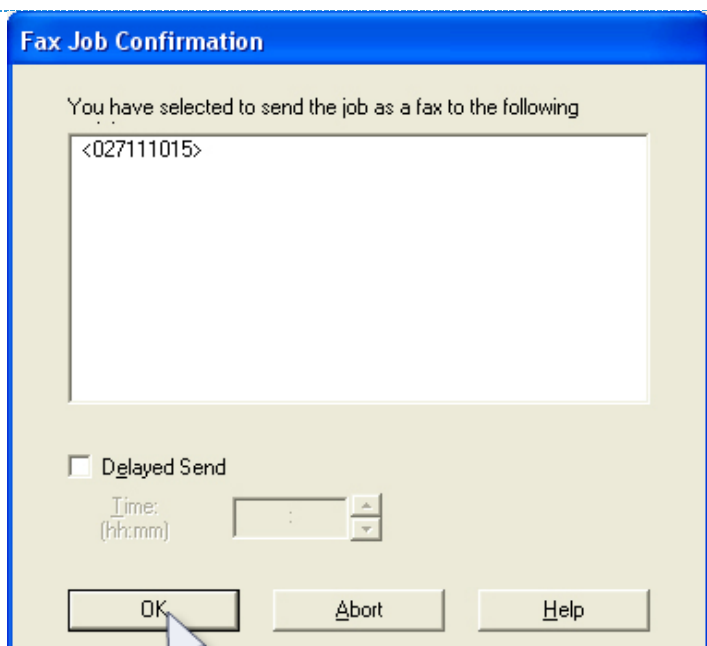 Fax Job Confirmation
You have selected to send the job as a fax to the following
<027111015>
Delayed Send
Time:
(hh:mm)
:
OK
Abort
Help